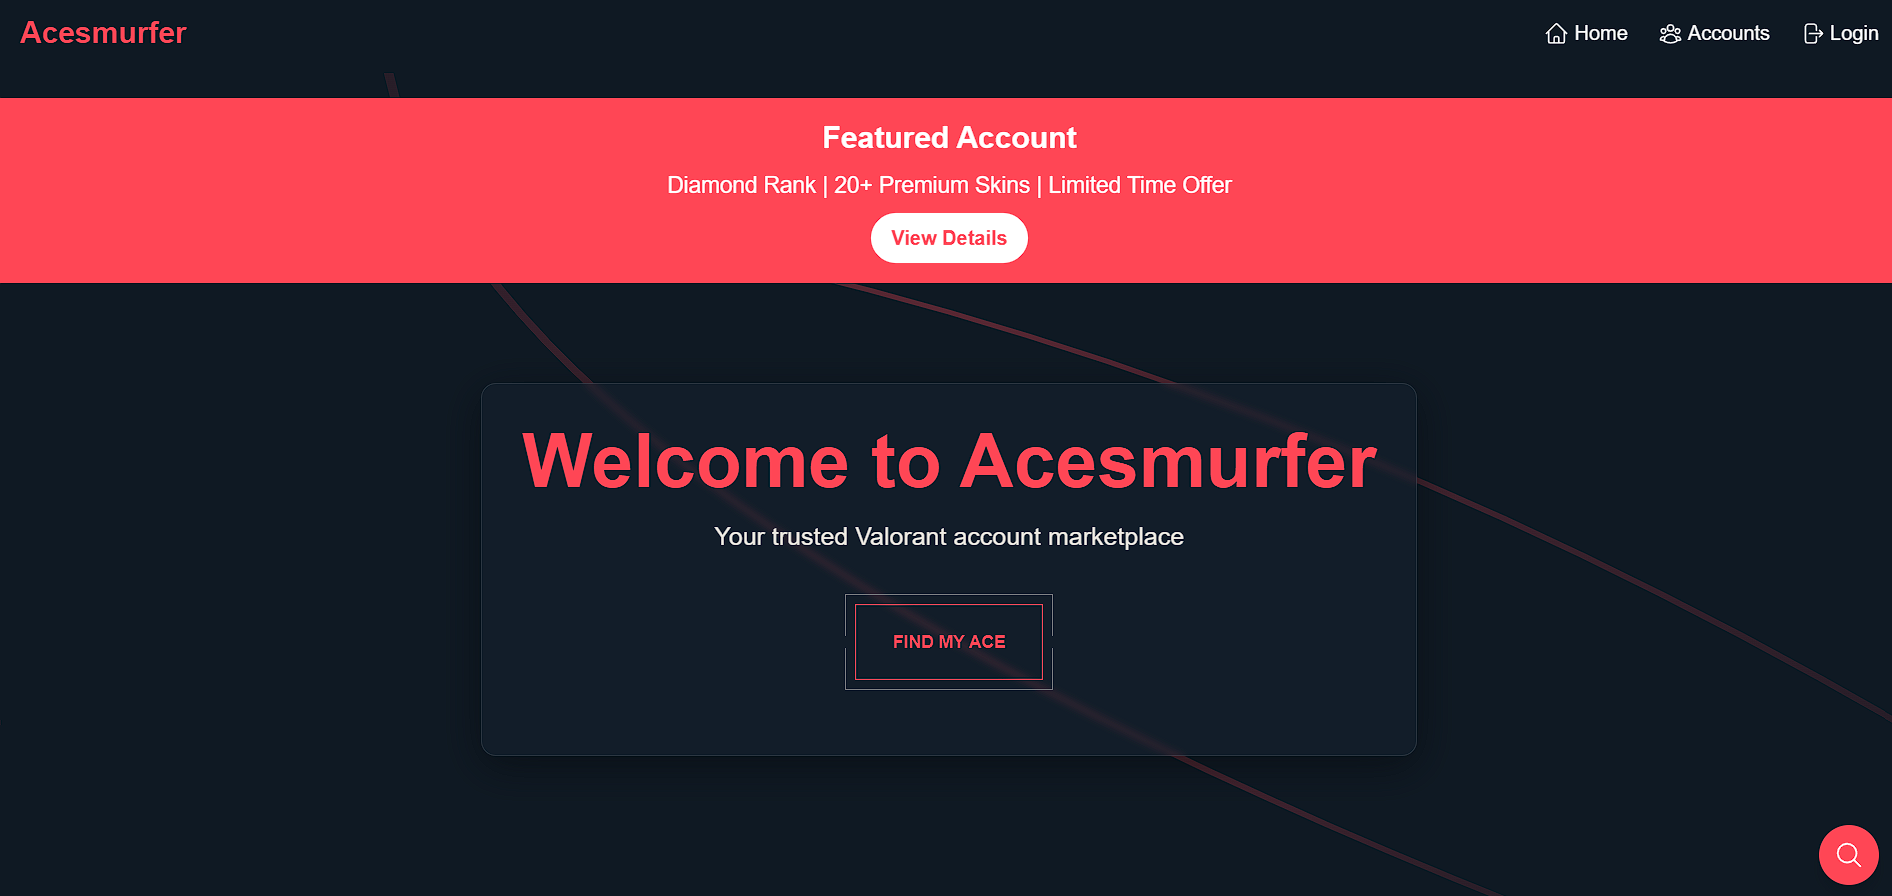 Acesmurfer
Home
Accounts
Login
Featured Account
Diamond Rank | 20+ Premium Skins | Limited Time Offer
View Details
Welcome to Acesmurfer
Your trusted Valorant account marketplace
FIND MY ACE